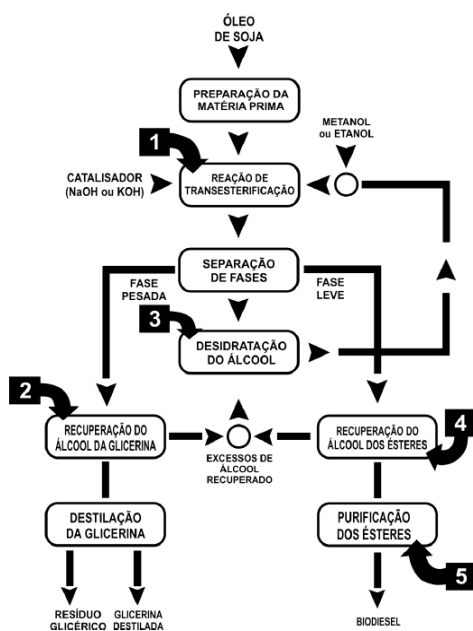 ÓLEO
DE SOJA
PREPARAÇÃO DA
MATÉRIA PRIMA
1
METANOL
ou ETANOL
CATALISADOR
(NaOH ou KOH)
REAÇÃO DE
TRANSESTERIFICAÇÃO
SEPARAÇÃO
DE FASES
FASE
PESADA
FASE
LEVE
3
DESIDRATAÇÃO
DO ÁLCOOL
2
RECUPERAÇÃO DO
ÁLCOOL DA GLICERINA
EXCESSOS DE
ÁLCOOL
RECUPERADO
RECUPERAÇÃO DO
ÁLCOOL DOS ÉSTERES
4
DESTILAÇÃO
DA GLICERINA
PURIFICAÇÃO
DOS ÉSTERES
5
RESÍDUO
GLICÉRICO
GLICERINA
DESTILADA
BIODIESEL